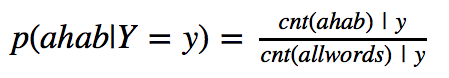 p(ahab|Y = y) = cnt(ahab) | y / cnt(allwords) | y